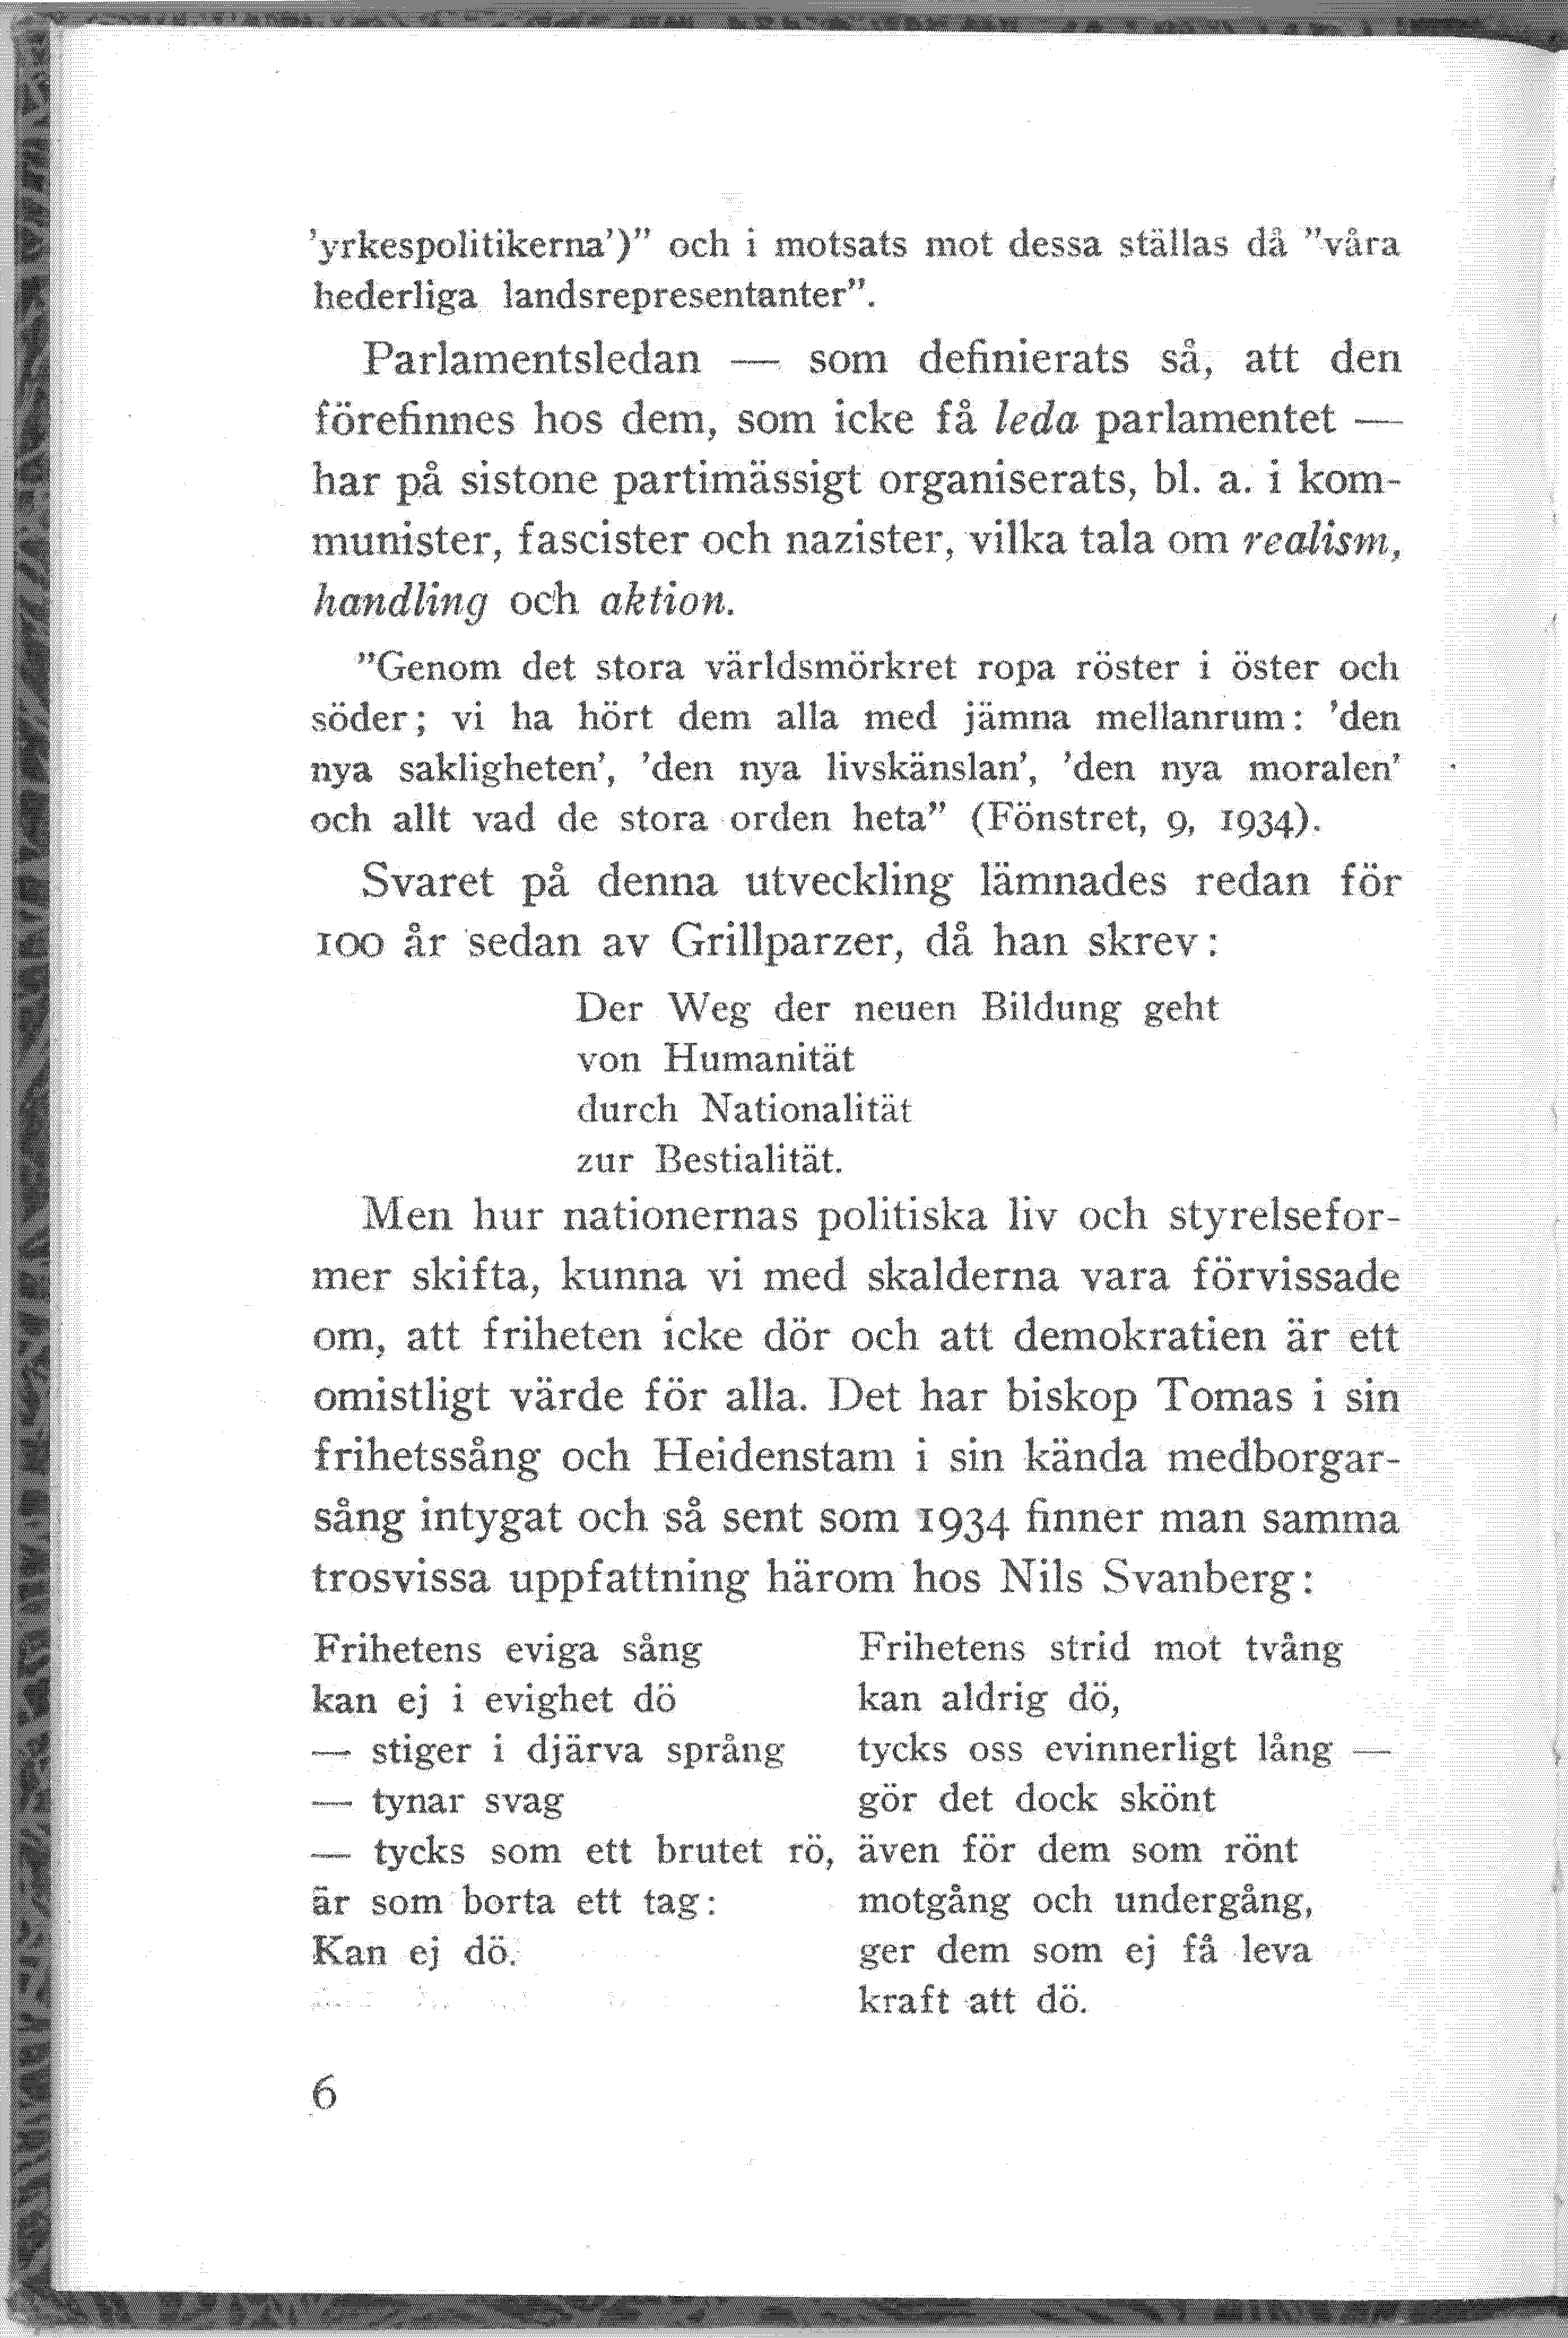 ’yrkespolitikerna’)” och i motsats mot dessa ställas då ”våra
hederliga landsrepresentanter”.
Parlamentsledan — som definierats så, att den
förefinnes hos dem, som icke få leda parlamentet —
har på sistone partimässigt organiserats, bl. a. i kom-
munister, fascister och nazister, vilka tala om realism,
handling och aktion.
”Genom det stora världsmörkret ropa röster i öster och
söder; vi ha hört dem alla med jämna mellanrum: ’den
nya sakligheten’, ’den nya livskänslan’, ’den nya moralen’
och allt vad de stora orden heta” (Fönstret, 9, 1934).
Svaret på denna utveckling lämnades redan för
100 år sedan av Grillparzer, då han skrev:
Der Weg der neuen Bildung geht
von Humanität
durch Nationalität
zur Bestialität.
Men hur nationernas politiska liv och styrelsefor-
mer skifta, kunna vi med skalderna vara förvissade
om, att friheten icke dör och att demokratien är ett
omistligt värde för alla. Det har biskop Tomas i sin
frihetssång och Heidenstam i sin kända medborgar-
sång intygat och så sent som 1934 finner man samma
trosvissa uppfattning härom hos Nils Svanberg:
Frihetens eviga sång
kan ej i evighet dö
— stiger i djärva språng
— tynar svag
— tycks som ett brutet rö,
är som borta ett tag:
Kan ej dö.
Frihetens strid mot tvång
kan aldrig dö,
tycks oss evinnerligt lång —
gör det dock skönt
även för dem som rönt
motgång och undergång,
ger dem som ej få leva
kraft att dö.
6